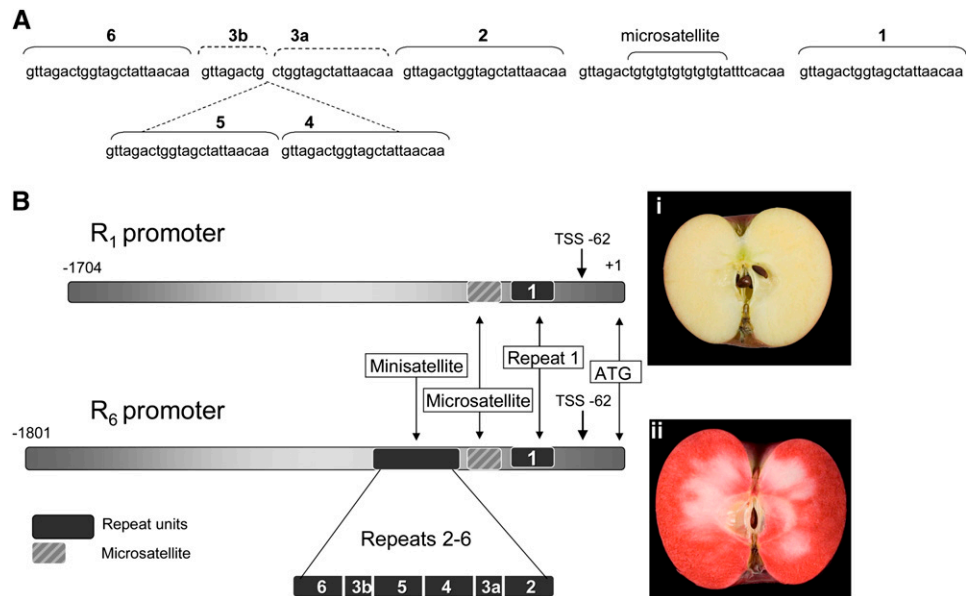 A
6 3b 3a 2 microsatellite 1
gttagactggtagctattaacaa gttagactg ctggtagctattaacaa gttagactggtagctattaacaa gttagactgtgtgtgtgtgtgtatttcacaa gttagactggtagctattaacaa
5 4
gttagactggtagctattaacaa gttagactggtagctattaacaa
B
R1 promoter
TSS -62
-1704
+1
1
i
Minisatellite
Repeat 1
Microsatellite
ATG
R6 promoter
TSS -62
-1801
1
ii
Repeat units
Microsatellite
Repeats 2-6
6 3b 5 4 3a 2